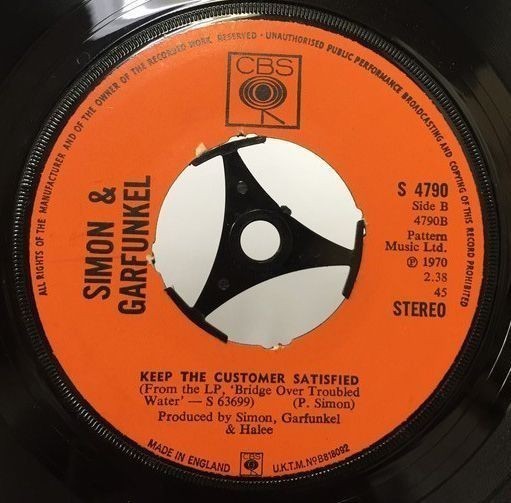 ALL RIGHTS OF THE MANUFACTURER AND OF THE OWNER OF THE RECORDED WORK RESERVED · UNAUTHORISED PUBLIC PERFORMANCE BROADCASTING AND COPYING OF THIS RECORD PROHIBITED
CBS
SIMON &
GARFUNKEL
S 4790
Side B
4790B
Pattern
Music Ltd.
℗ 1970
2.38
45
STEREO
KEEP THE CUSTOMER SATISFIED
(From the LP, 'Bridge Over Troubled
Water' — S 63699) (P. Simon)
Produced by Simon, Garfunkel
& Halee
MADE IN ENGLAND CBS U.K.T.M. No B818092